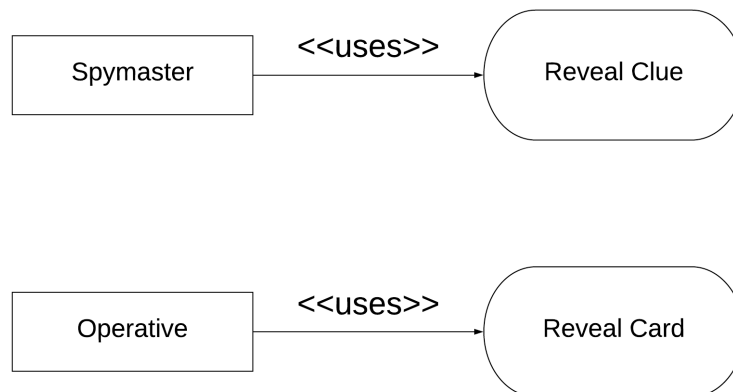 Spymaster
<<uses>>
Reveal Clue
Operative
<<uses>>
Reveal Card